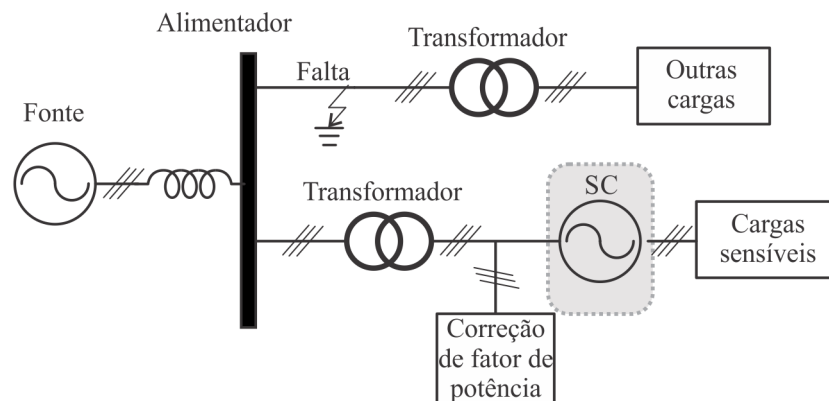 Alimentador
Transformador
Falta
Outras
cargas
Fonte
Transformador
SC
Cargas
sensíveis
Correção
de fator de
potência